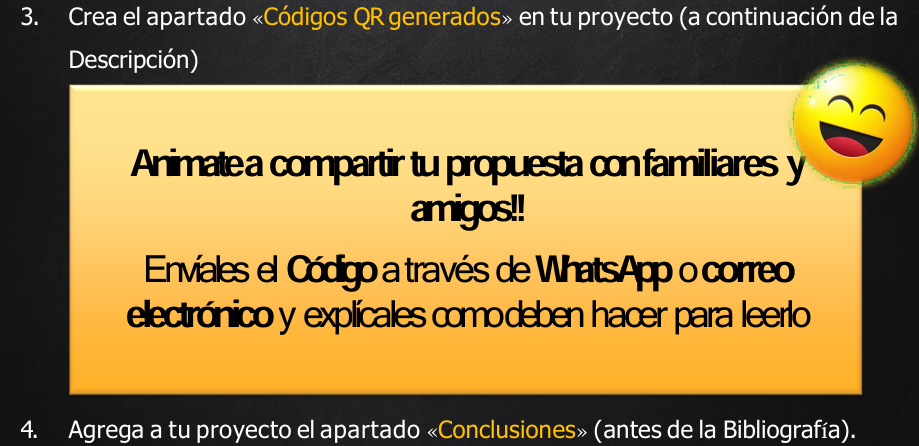 3. Crea el apartado «Códigos QR generados» en tu proyecto (a continuación de la
Descripción)
Animate a compartir tu propuesta con familiares y
amigos!!
Envíales el Código a través de WhatsApp o correo
electrónico y explícales como deben hacer para leerlo
4. Agrega a tu proyecto el apartado «Conclusiones» (antes de la Bibliografía).